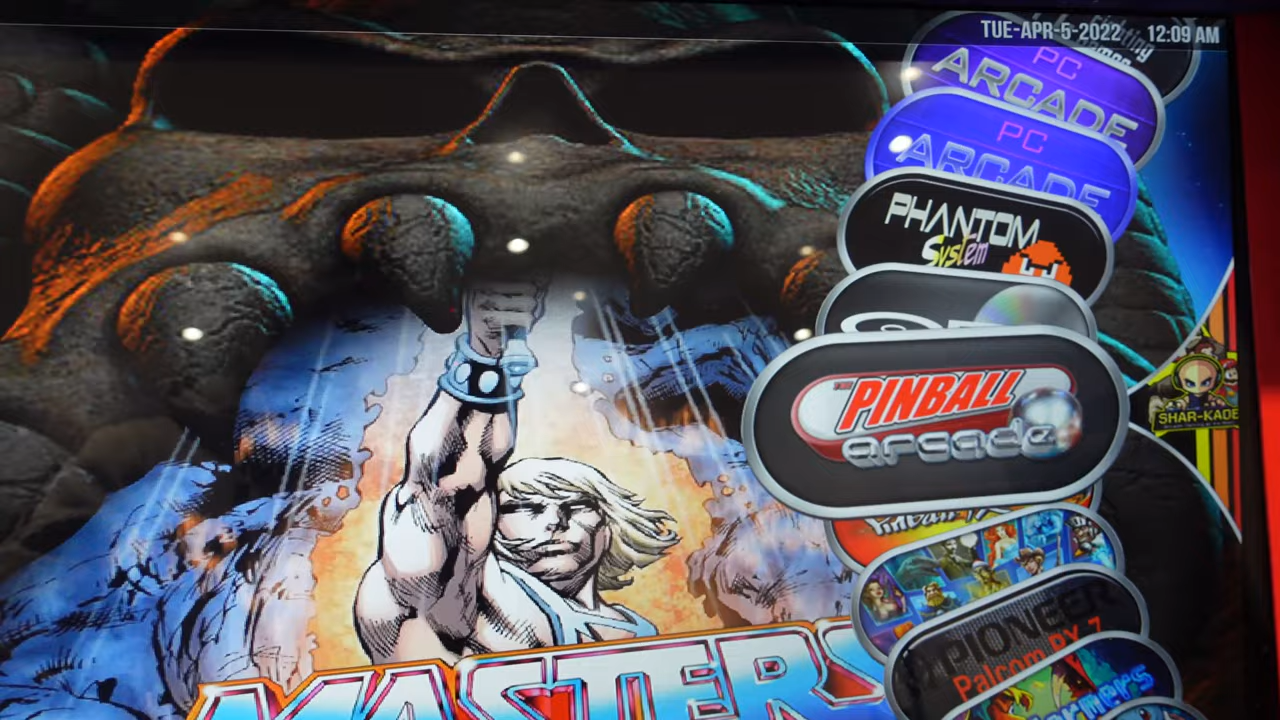 TUE-APR-5-2022 12:09 AM
PC
ARCADE
PC
ARCADE
PHANTOM
System
THE PINBALL
arcade
SHAR-KADE
PIONEER
Palcom PX-7
MASTERS